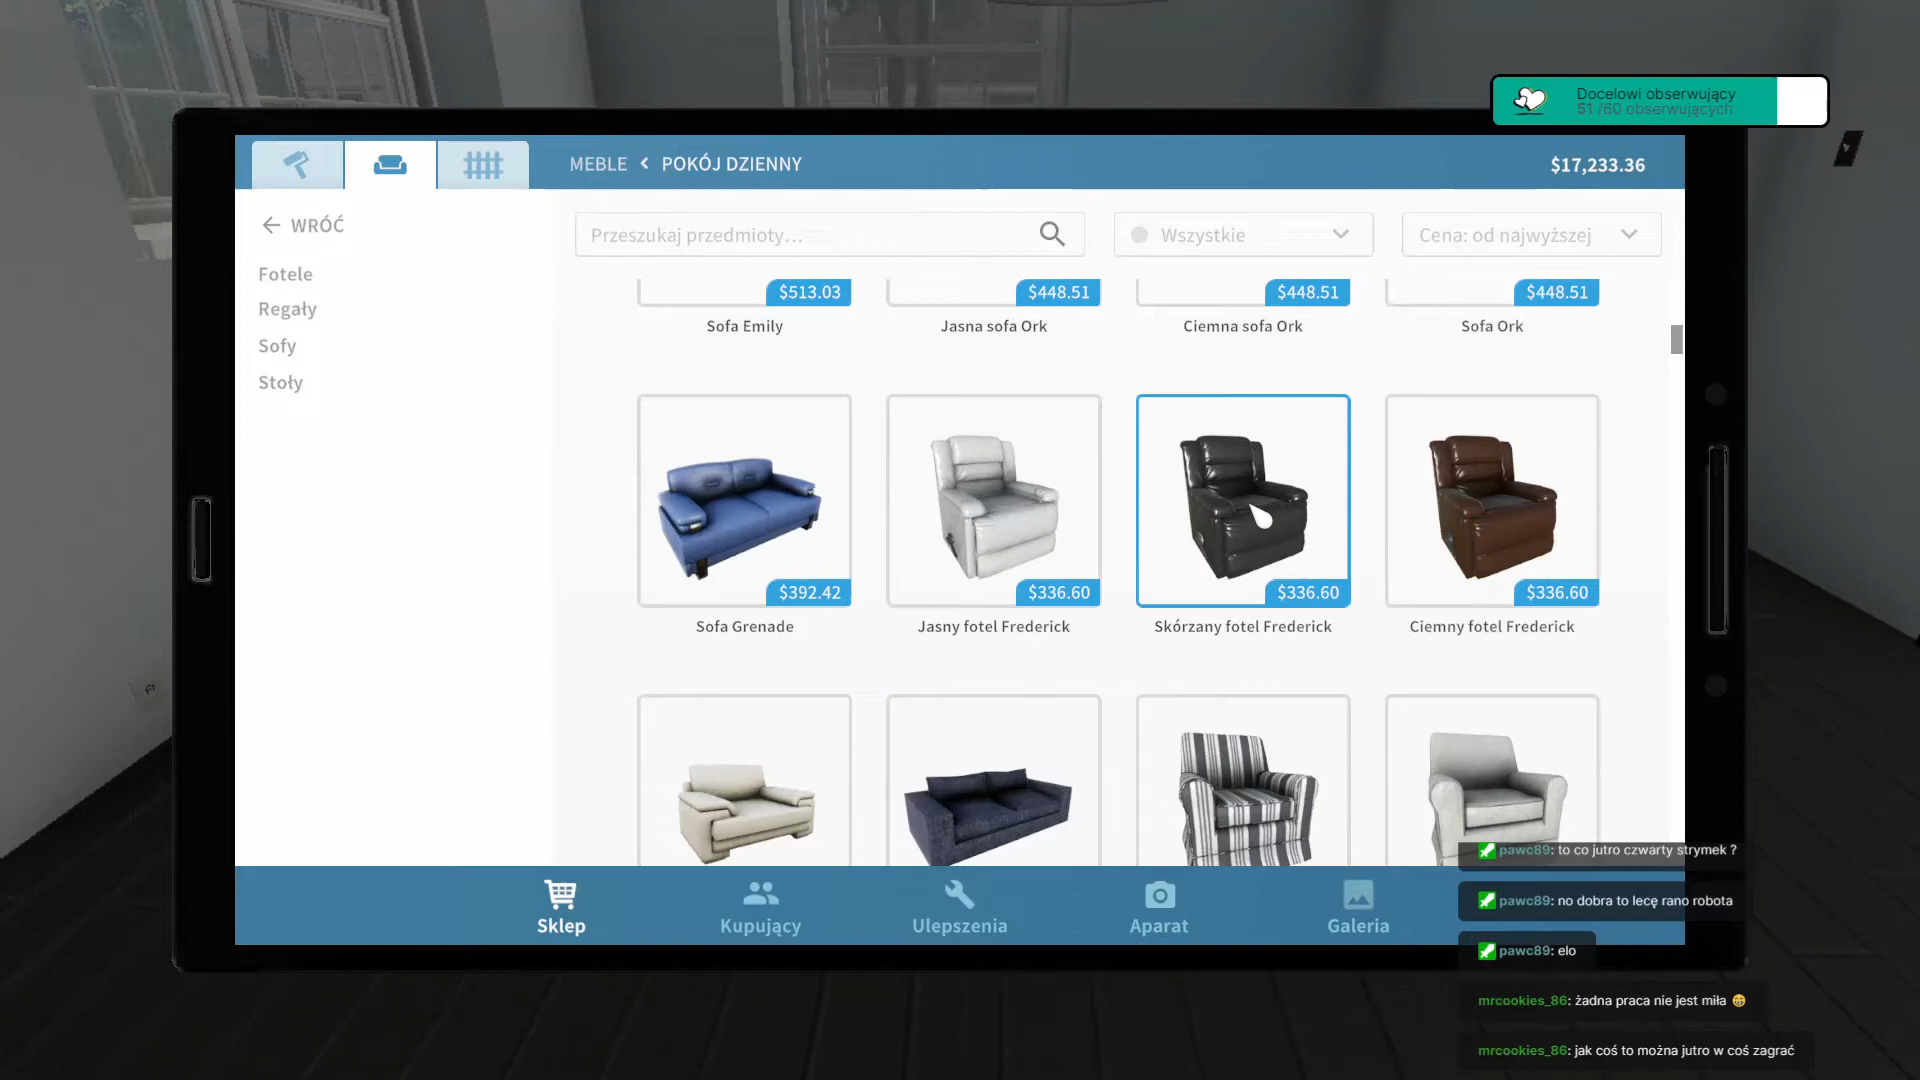 Docelowi obserwujący
51 /60 obserwujących
MEBLE < POKÓJ DZIENNY
$17,233.36
← WRÓĆ
Fotele
Regały
Sofy
Stoły
Przeszukaj przedmioty...
Wszystkie
Cena: od najwyższej
$513.03
$448.51
$448.51
$448.51
Sofa Emily
Jasna sofa Ork
Ciemna sofa Ork
Sofa Ork
$392.42
$336.60
$336.60
$336.60
Sofa Grenade
Jasny fotel Frederick
Skórzany fotel Frederick
Ciemny fotel Frederick
pawc89: to co jutro czwarty strymek ?
pawc89: no dobra to lecę rano robota
pawc89: elo
mrcookies_86: żadna praca nie jest miła 😁
mrcookies_86: jak coś to można jutro w coś zagrać
Sklep
Kupujący
Ulepszenia
Aparat
Galeria